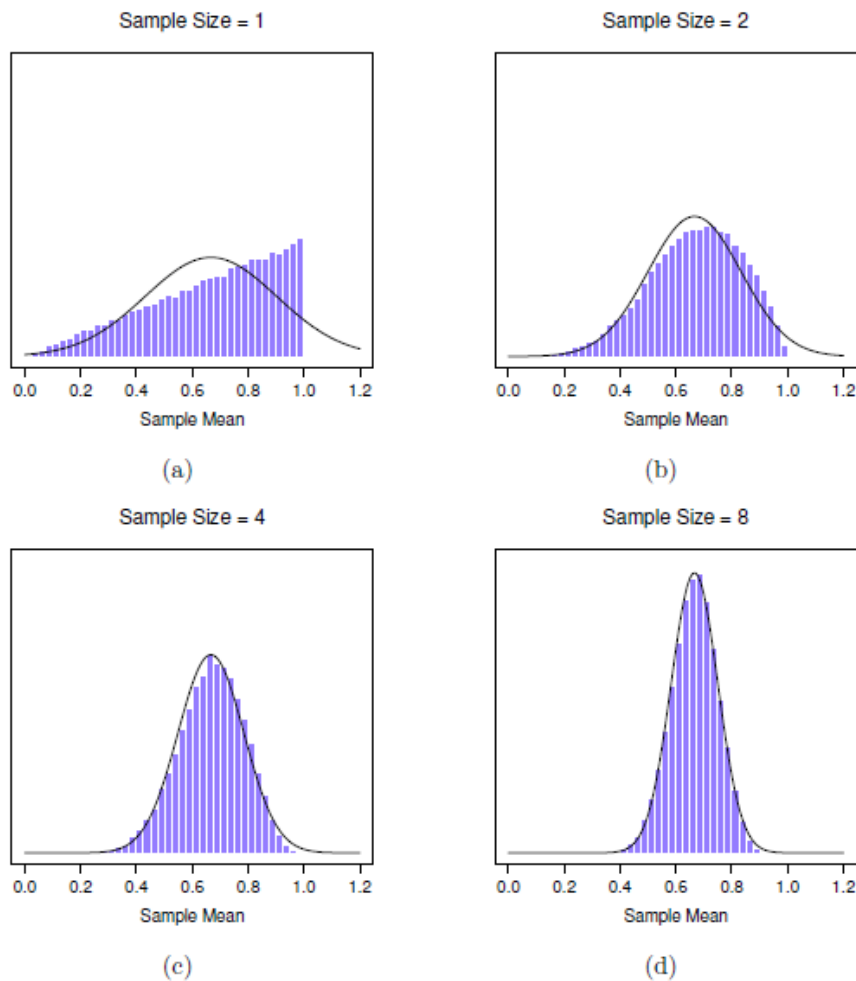 Sample Size = 1
0.0 0.2 0.4 0.6 0.8 1.0 1.2
Sample Mean
(a)
Sample Size = 2
0.0 0.2 0.4 0.6 0.8 1.0 1.2
Sample Mean
(b)
Sample Size = 4
0.0 0.2 0.4 0.6 0.8 1.0 1.2
Sample Mean
(c)
Sample Size = 8
0.0 0.2 0.4 0.6 0.8 1.0 1.2
Sample Mean
(d)